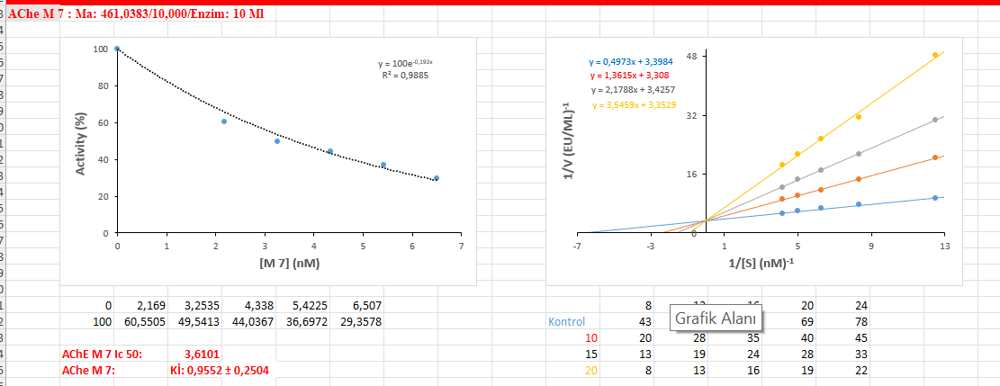 AChe M 7 : Ma: 461,0383/10,000/Enzim: 10 Ml
100
80
60
40
20
0
Activity (%)
y = 100e-0,192x
R² = 0,9885
0 1 2 3 4 5 6 7
[M 7] (nM)
y = 0,4973x + 3,3984
y = 1,3615x + 3,308
y = 2,1788x + 3,4257
y = 3,5459x + 3,3529
48
32
16
0
1/V (EU/ML)-1
-7 -3 1 5 9 13
1/[S] (nM)-1
0 2,169 3,2535 4,338 5,4225 6,507
100 60,5505 49,5413 44,0367 36,6972 29,3578
AChE M 7 Ic 50: 3,6101
AChe M 7: Kİ: 0,9552 ± 0,2504
8 20 24
Kontrol 43 69 78
Grafik Alanı
10 20 28 35 40 45
15 13 19 24 28 33
20 8 13 16 19 22